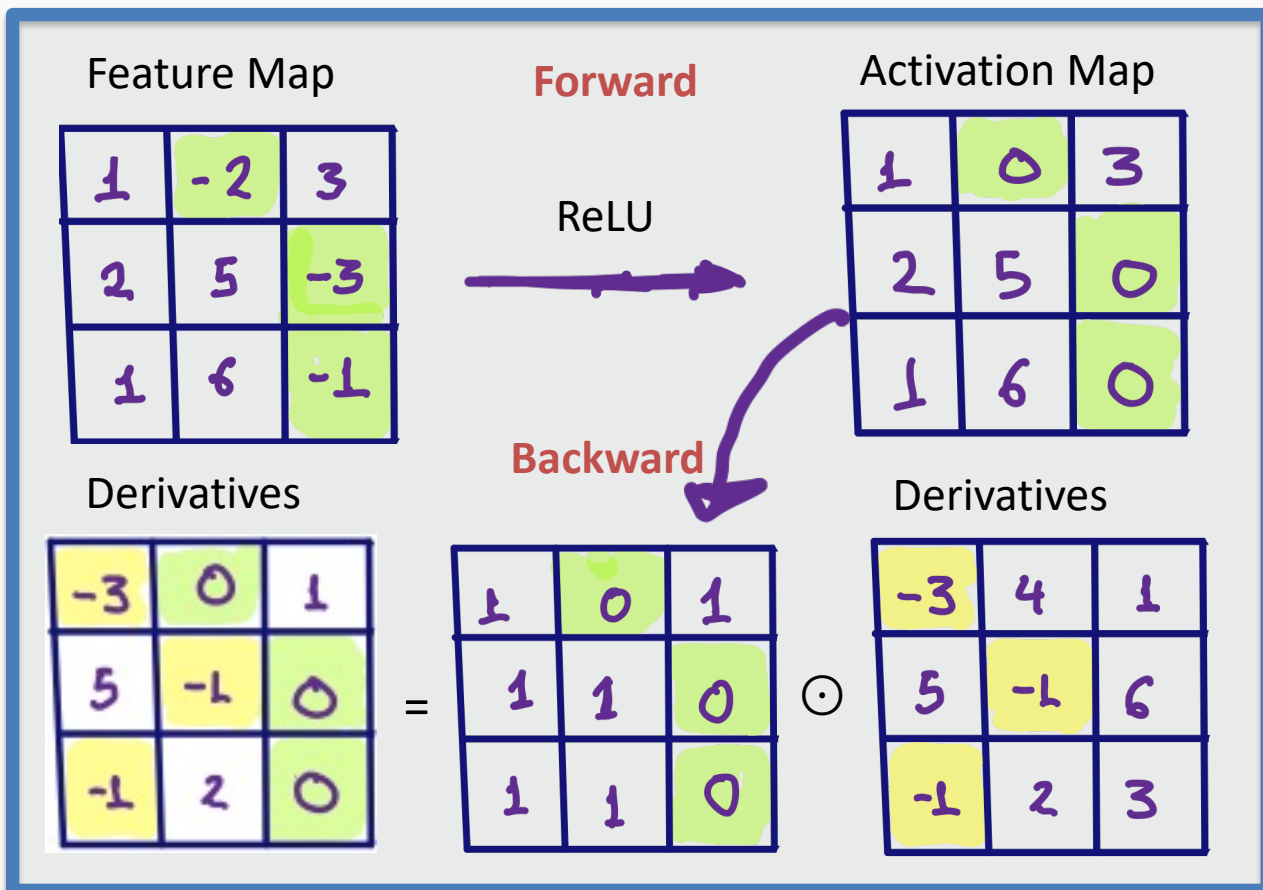 Feature Map
Forward
Activation Map
1 -2 3
2 5 -3
1 6 -1
ReLU
1 0 3
2 5 0
1 6 0
Backward
Derivatives
Derivatives
-3 0 1
5 -1 0
-1 2 0
=
1 0 1
1 1 0
1 1 0
⊙
-3 4 1
5 -1 6
-1 2 3